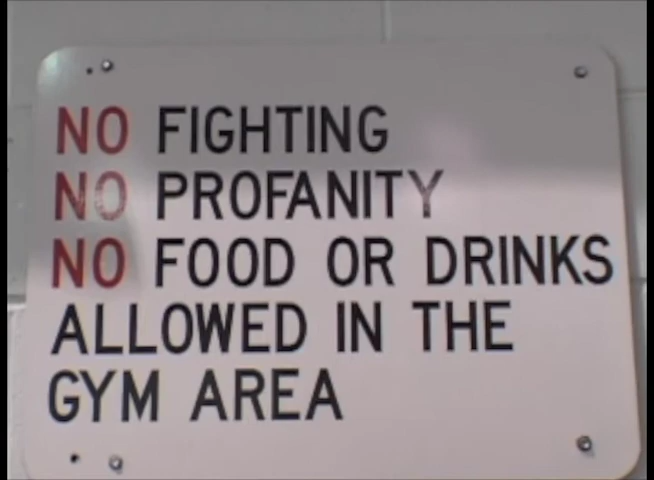 NO FIGHTING
NO PROFANITY
NO FOOD OR DRINKS
ALLOWED IN THE
GYM AREA